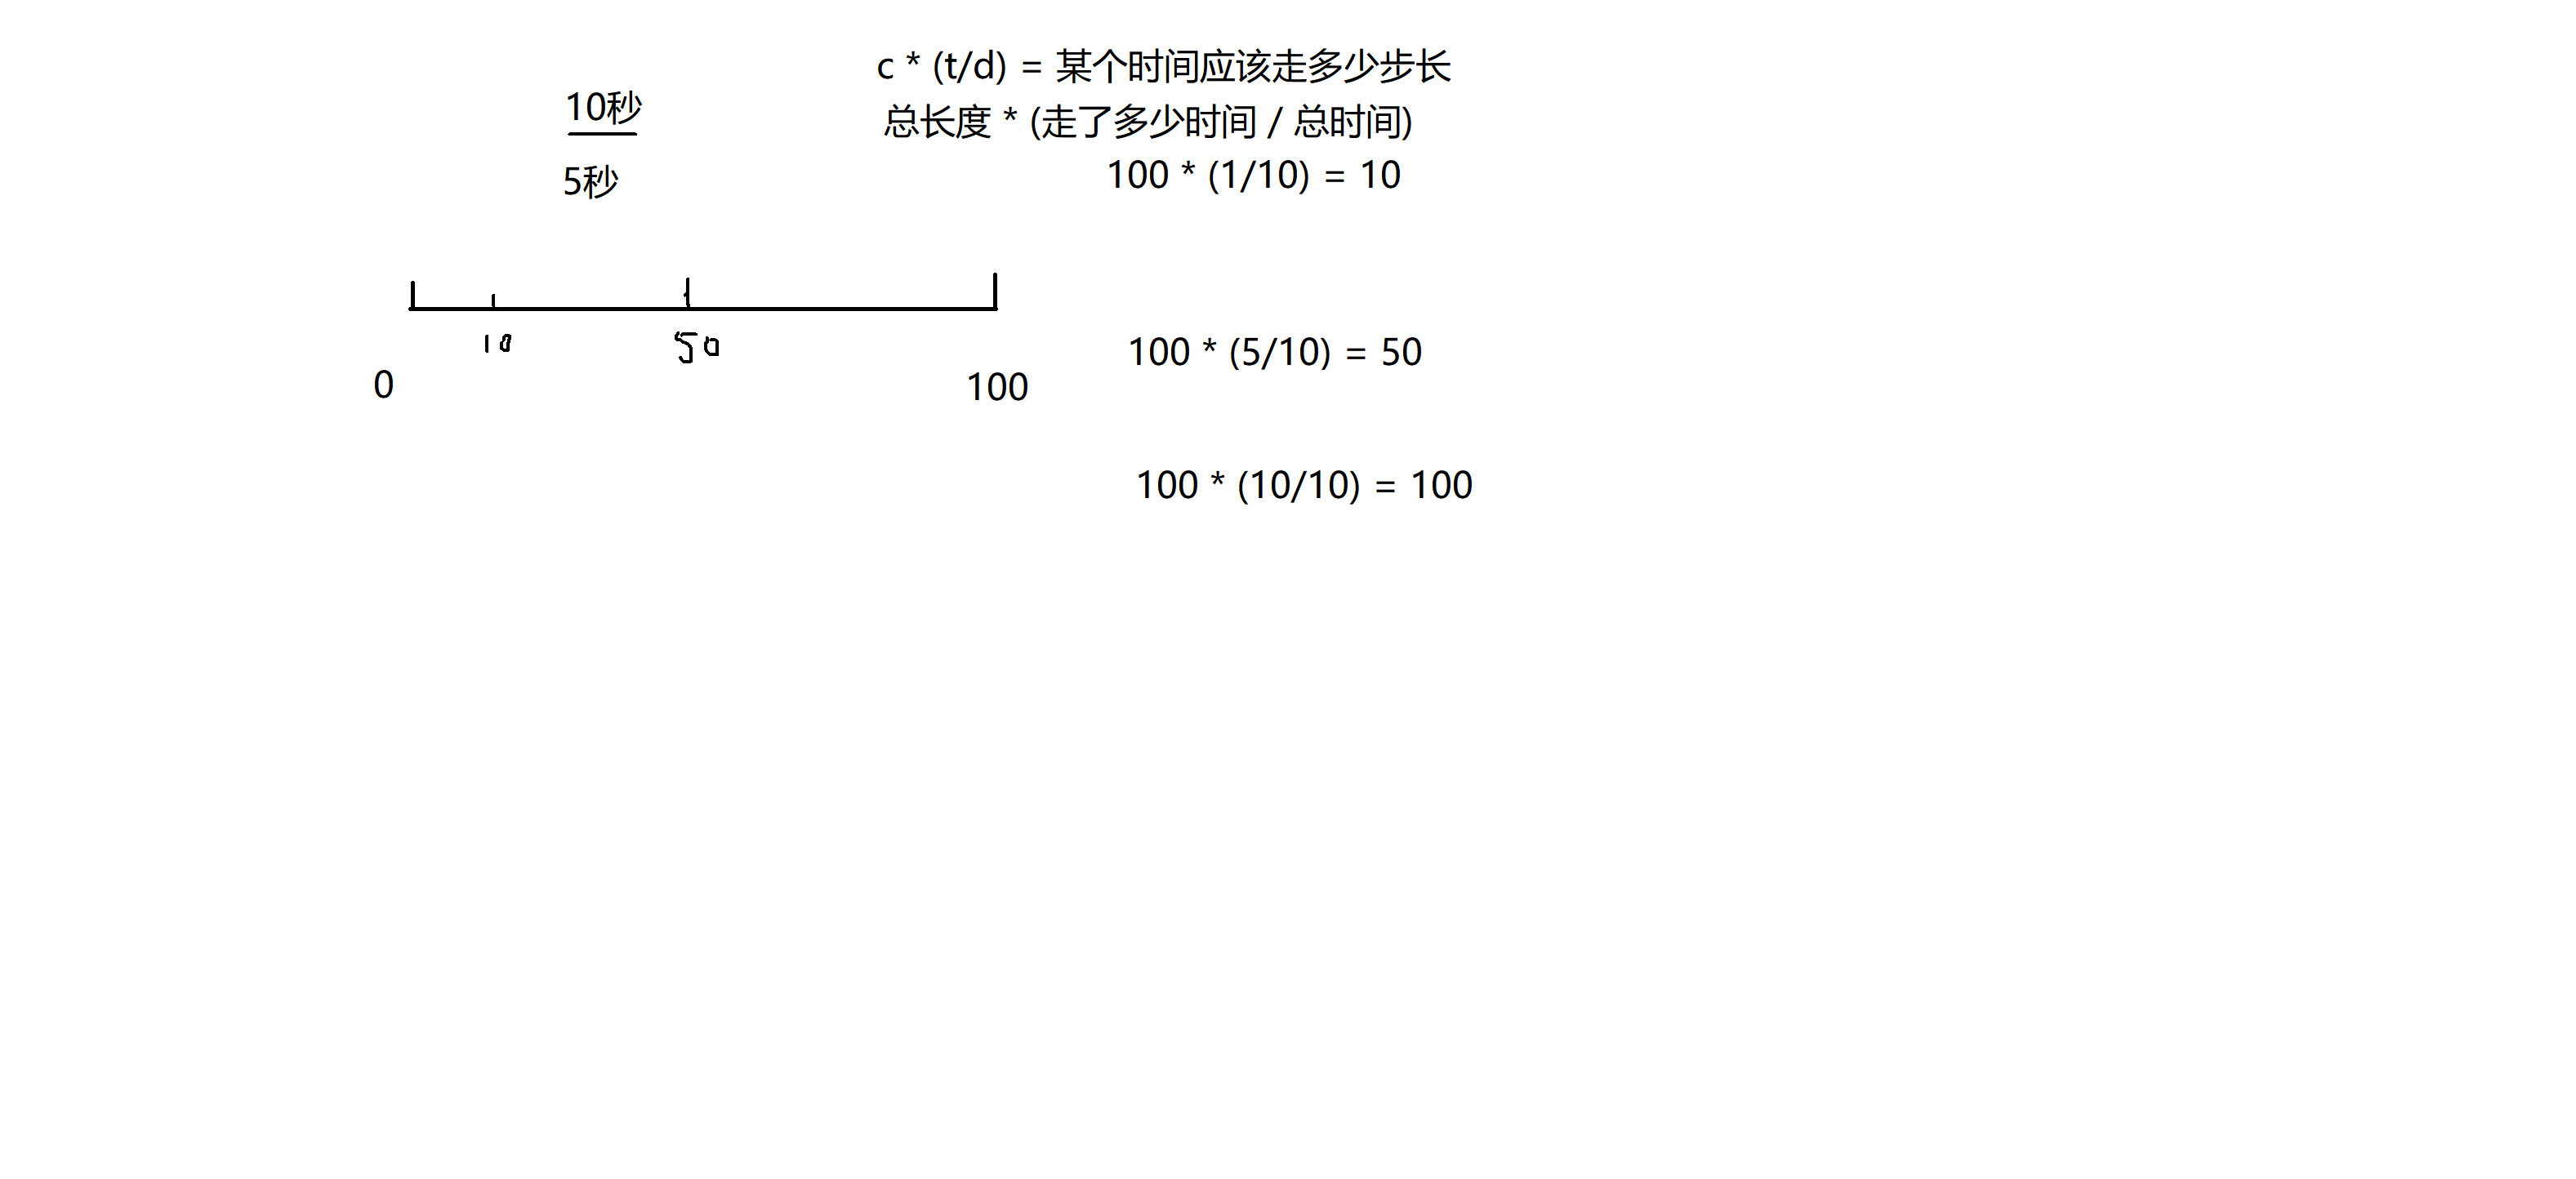 c * (t/d) = 某个时间应该走多少步长
10秒
总长度 * (走了多少时间 / 总时间)
5秒
100 * (1/10) = 10
10
50
100 * (5/10) = 50
0
100
100 * (10/10) = 100